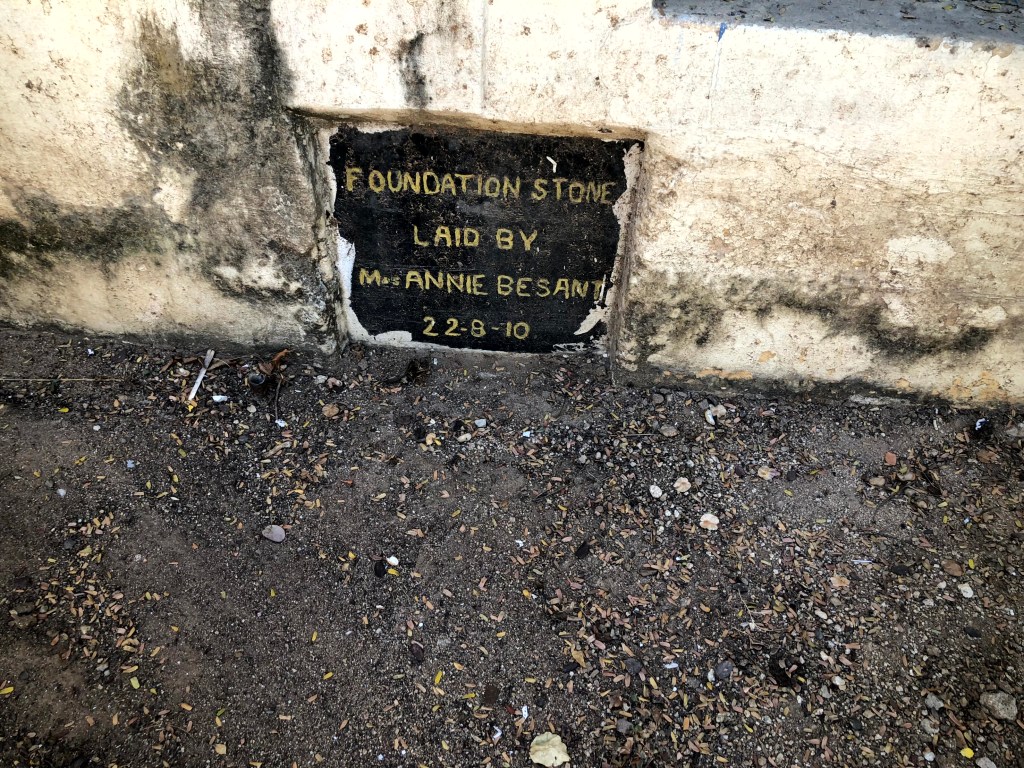 FOUNDATION STONE
LAID BY
Mrs ANNIE BESANT
22-8-10